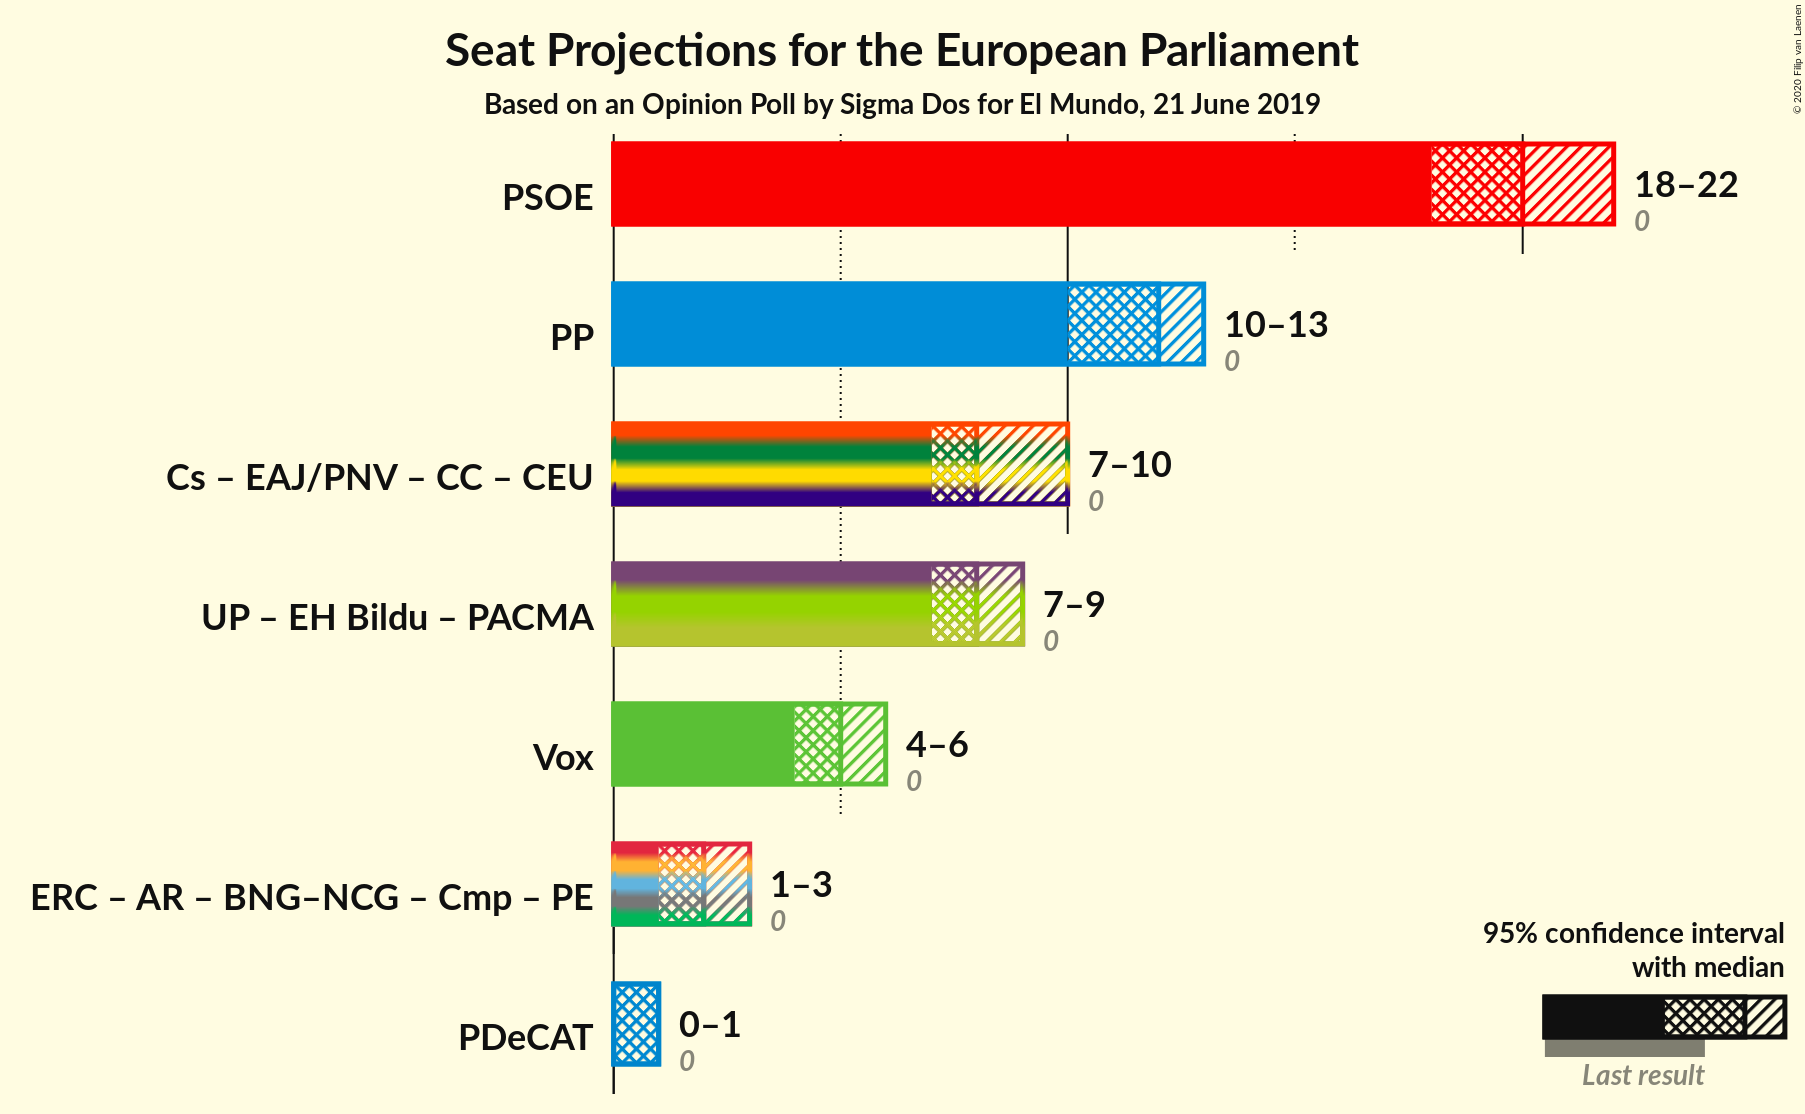 Seat Projections for the European Parliament
Based on an Opinion Poll by Sigma Dos for El Mundo, 21 June 2019
© 2020 Filip van Laenen
PSOE
18–22
0
PP
10–13
0
Cs – EAJ/PNV – CC – CEU
7–10
0
UP – EH Bildu – PACMA
7–9
0
Vox
4–6
0
ERC – AR – BNG–NCG – Cmp – PE
1–3
0
PDeCAT
0–1
0
95% confidence interval
with median
Last result